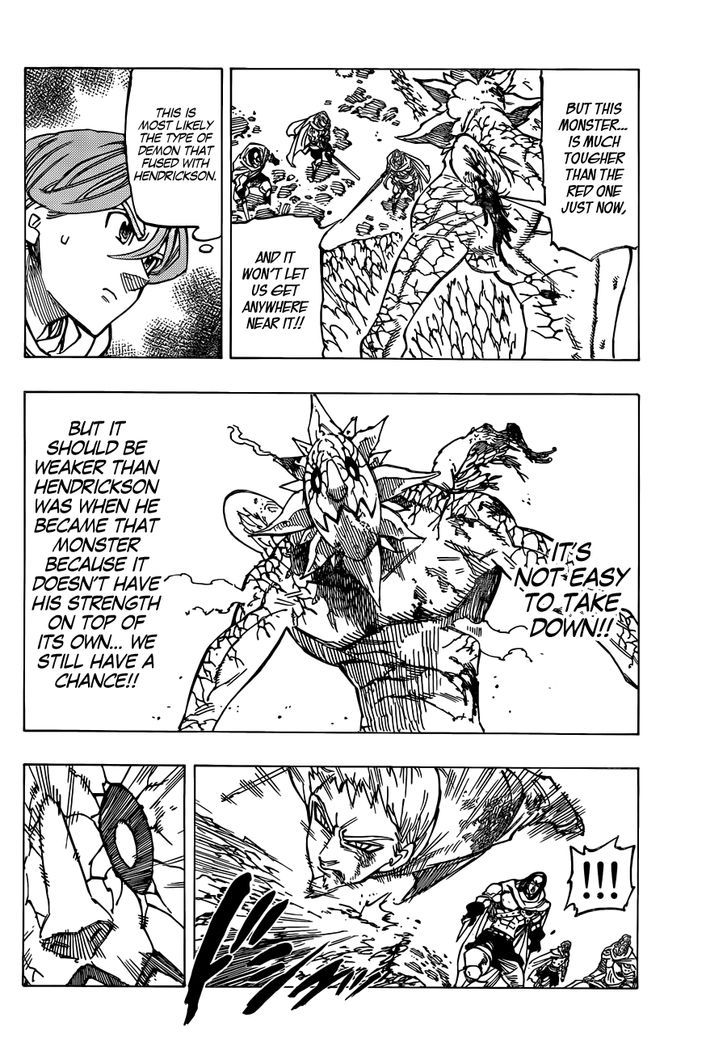 BUT THIS
MONSTER...
IS MUCH
TOUGHER
THAN THE
RED ONE
JUST NOW,
AND IT
WON'T LET
US GET
ANYWHERE
NEAR IT!!
THIS IS
MOST LIKELY
THE TYPE OF
DEMON THAT
FUSED WITH
HENDRICKSON.
IT'S
NOT EASY
TO TAKE
DOWN!!
BUT IT
SHOULD BE
WEAKER THAN
HENDRICKSON
WAS WHEN HE
BECAME THAT
MONSTER
BECAUSE IT
DOESN'T HAVE
HIS STRENGTH
ON TOP OF
ITS OWN... WE
STILL HAVE A
CHANCE!!
!!!